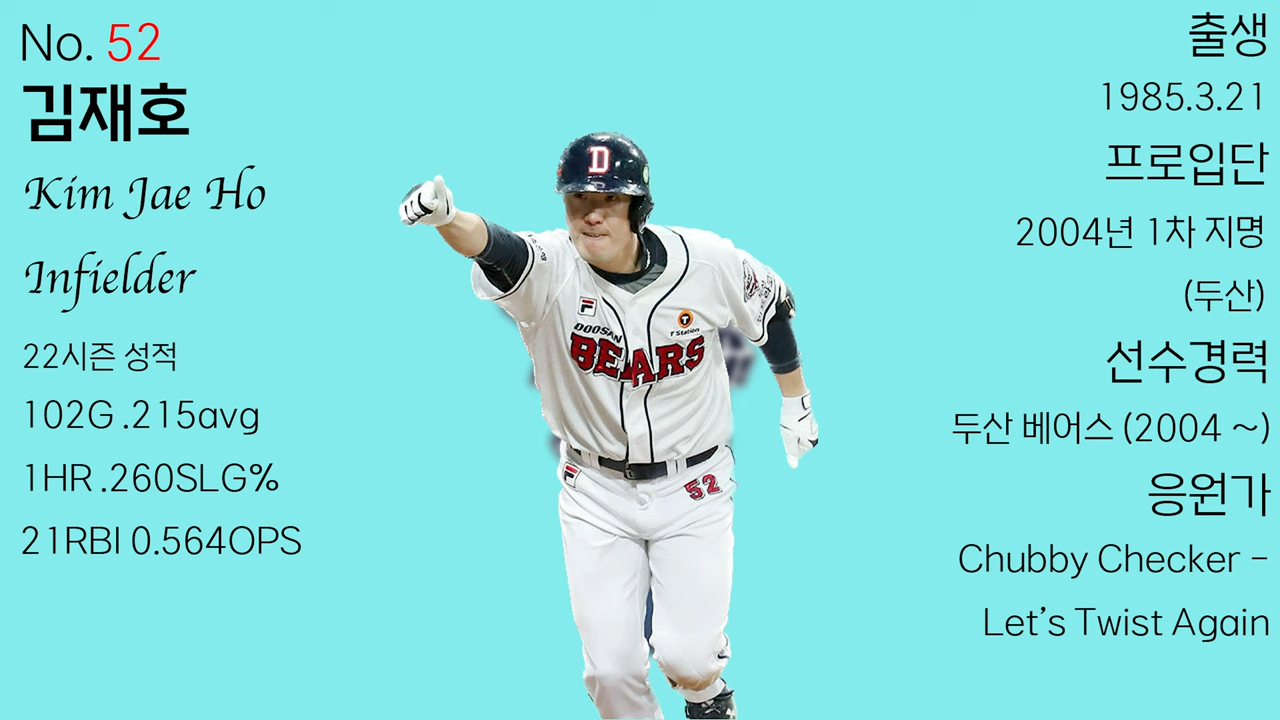 No. 52
김재호
Kim Jae Ho
Infielder
22시즌 성적
102G .215avg
1HR .260SLG%
21RBI 0.564OPS
D
DOOSAN
T'Station
BEARS
52
출생
1985.3.21
프로입단
2004년 1차 지명
(두산)
선수경력
두산 베어스 (2004 ~)
응원가
Chubby Checker -
Let's Twist Again